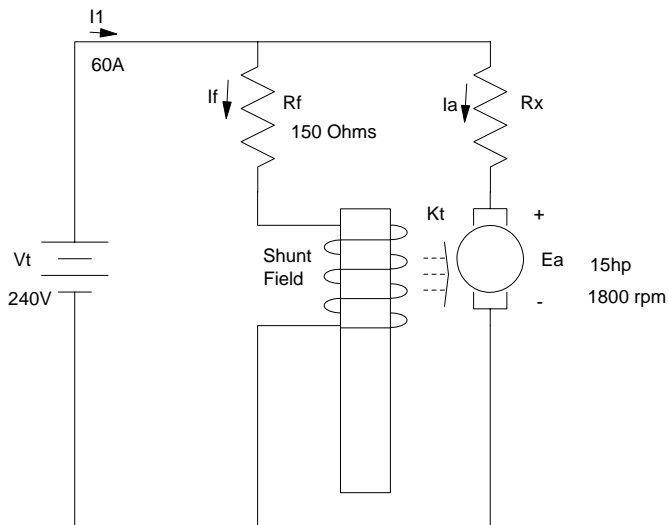 I1
60A
If
Rf
150 Ohms
Ia
Rx
Kt
+
Shunt
Field
Vt
240V
Ea
-
15hp
1800 rpm